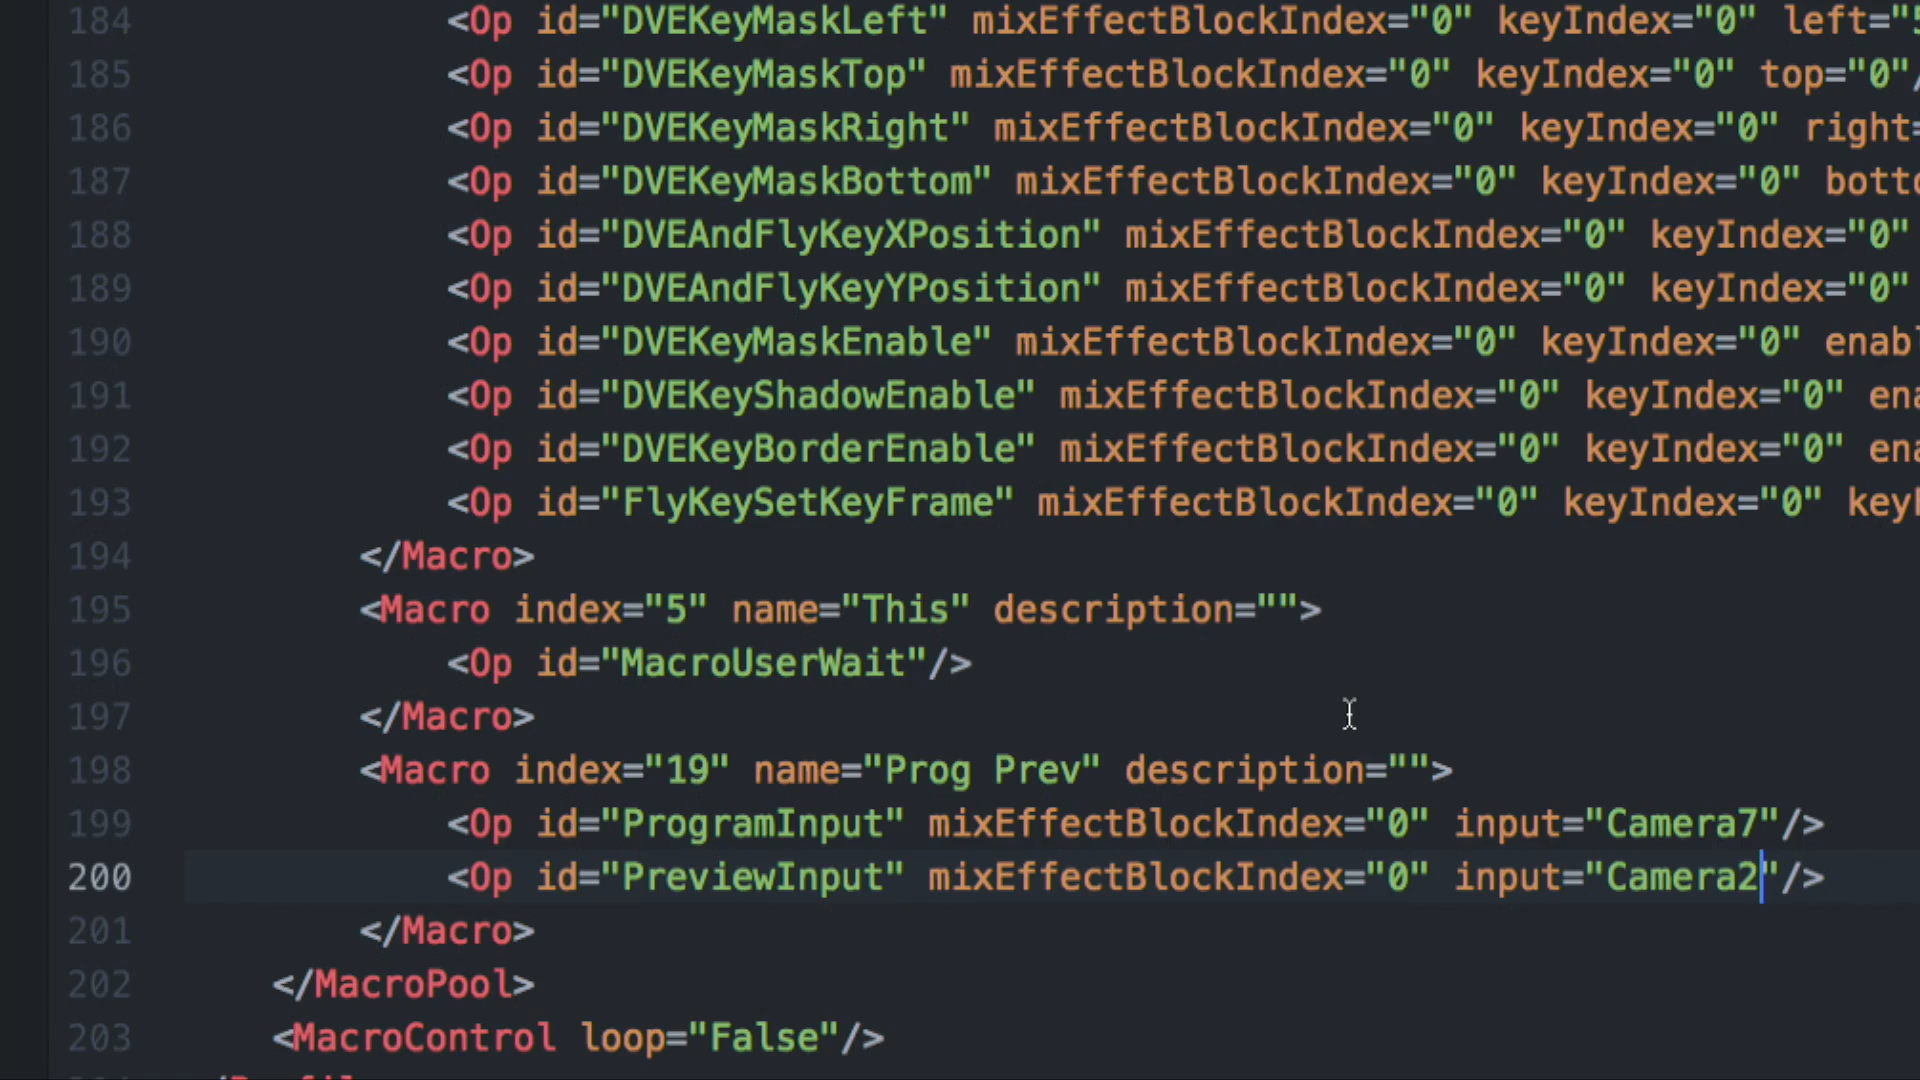 184 <Op id="DVEKeyMaskLeft" mixEffectBlockIndex="0" keyIndex="0" left="5
185 <Op id="DVEKeyMaskTop" mixEffectBlockIndex="0" keyIndex="0" top="0"/
186 <Op id="DVEKeyMaskRight" mixEffectBlockIndex="0" keyIndex="0" right=
187 <Op id="DVEKeyMaskBottom" mixEffectBlockIndex="0" keyIndex="0" botto
188 <Op id="DVEAndFlyKeyXPosition" mixEffectBlockIndex="0" keyIndex="0"
189 <Op id="DVEAndFlyKeyYPosition" mixEffectBlockIndex="0" keyIndex="0"
190 <Op id="DVEKeyMaskEnable" mixEffectBlockIndex="0" keyIndex="0" enabl
191 <Op id="DVEKeyShadowEnable" mixEffectBlockIndex="0" keyIndex="0" ena
192 <Op id="DVEKeyBorderEnable" mixEffectBlockIndex="0" keyIndex="0" ena
193 <Op id="FlyKeySetKeyFrame" mixEffectBlockIndex="0" keyIndex="0" keyF
194 </Macro>
195 <Macro index="5" name="This" description="">
196 <Op id="MacroUserWait"/>
197 </Macro>
198 <Macro index="19" name="Prog Prev" description="">
199 <Op id="ProgramInput" mixEffectBlockIndex="0" input="Camera7"/>
200 <Op id="PreviewInput" mixEffectBlockIndex="0" input="Camera2"/>
201 </Macro>
202 </MacroPool>
203 <MacroControl loop="False"/>